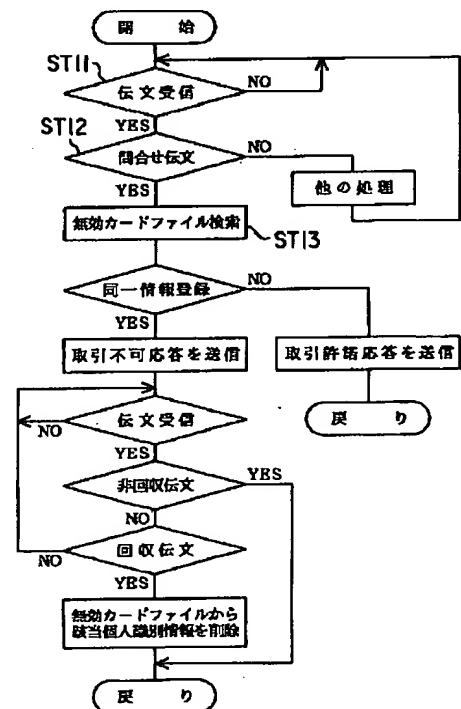 開始
ST11
伝文受信
NO
YES
ST12
問合せ伝文
NO
YES
他の処理
無効カードファイル検索
ST13
同一情報登録
NO
YES
取引不可応答を送信
取引許諾応答を送信
伝文受信
戻り
NO
YES
非回収伝文
YES
NO
回収伝文
NO
YES
無効カードファイルから
該当個人識別情報を削除
戻り